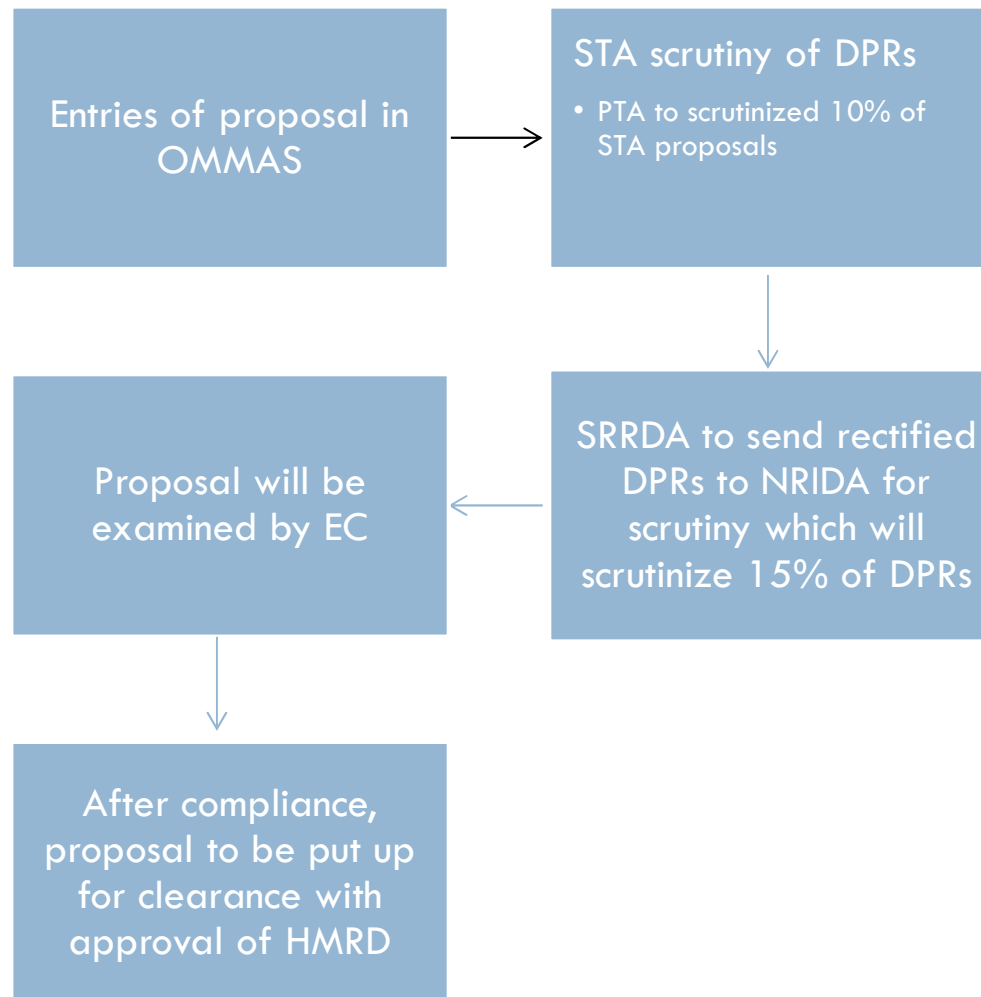 Entries of proposal in
OMMAS
STA scrutiny of DPRs
• PTA to scrutinized 10% of
STA proposals
SRRDA to send rectified
DPRs to NRIDA for
scrutiny which will
scrutinize 15% of DPRs
Proposal will be
examined by EC
After compliance,
proposal to be put up
for clearance with
approval of HMRD